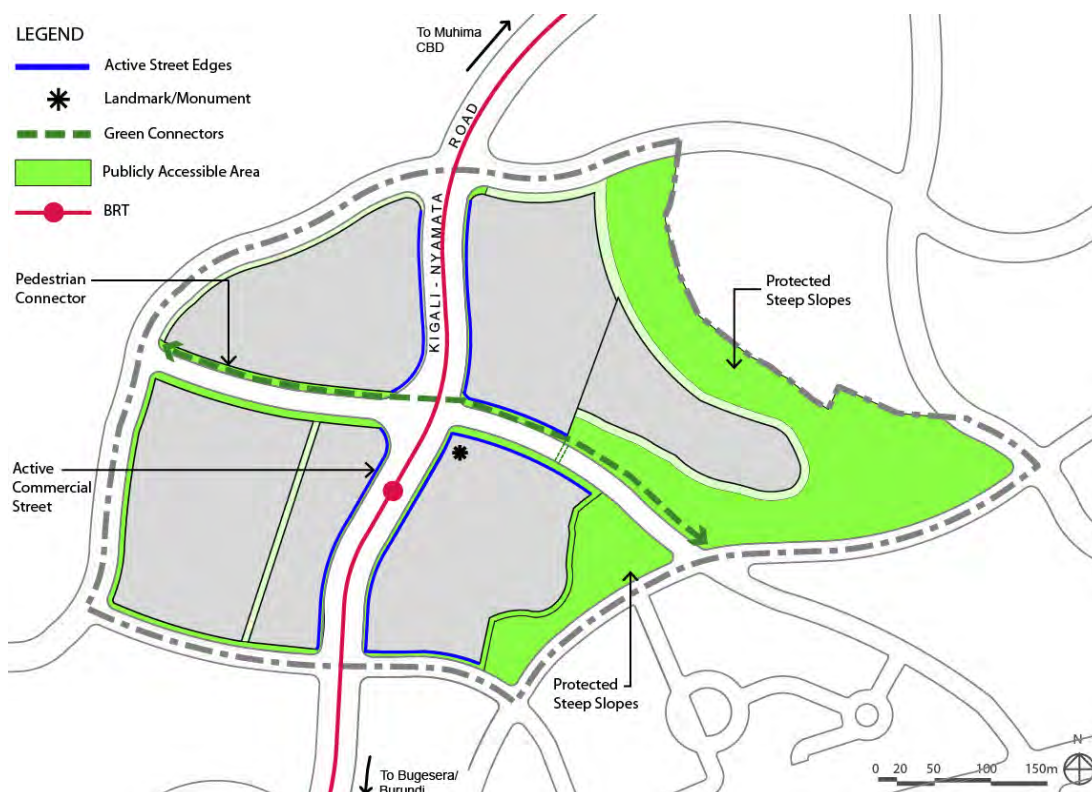 LEGEND
Active Street Edges
Landmark/Monument
Green Connectors
Publicly Accessible Area
BRT
To Muhima
CBD
KIGALI - NYAMATA ROAD
Pedestrian
Connector
Protected
Steep Slopes
Active
Commercial
Street
Protected
Steep Slopes
To Bugesera/
Burundi
N
0 20 50 100 150m